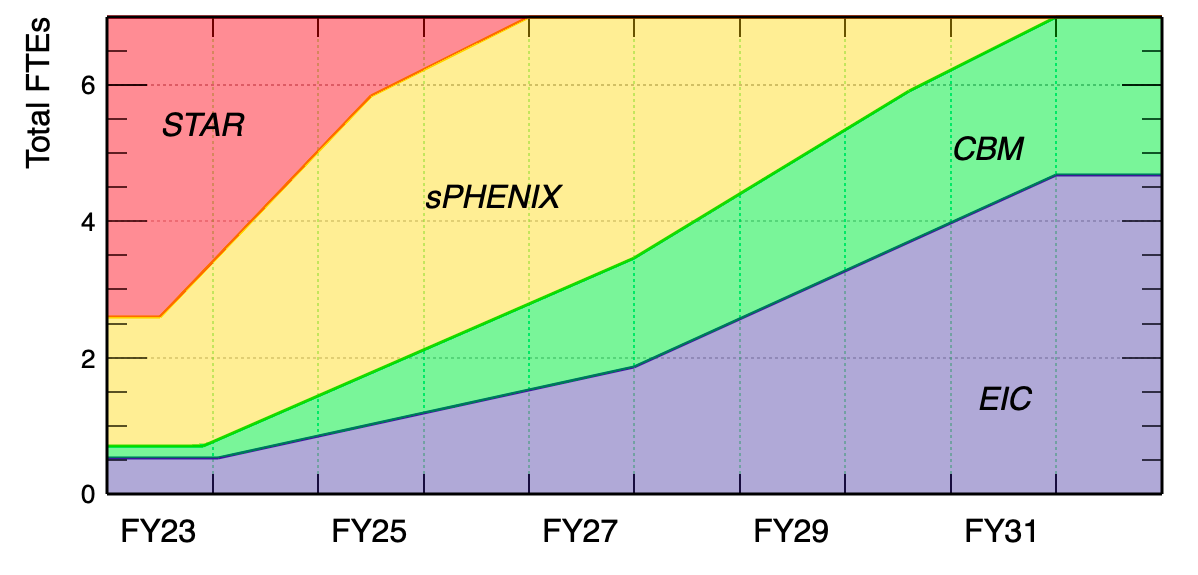 Total FTEs
6
4
2
0
STAR
sPHENIX
CBM
EIC
FY23 FY25 FY27 FY29 FY31